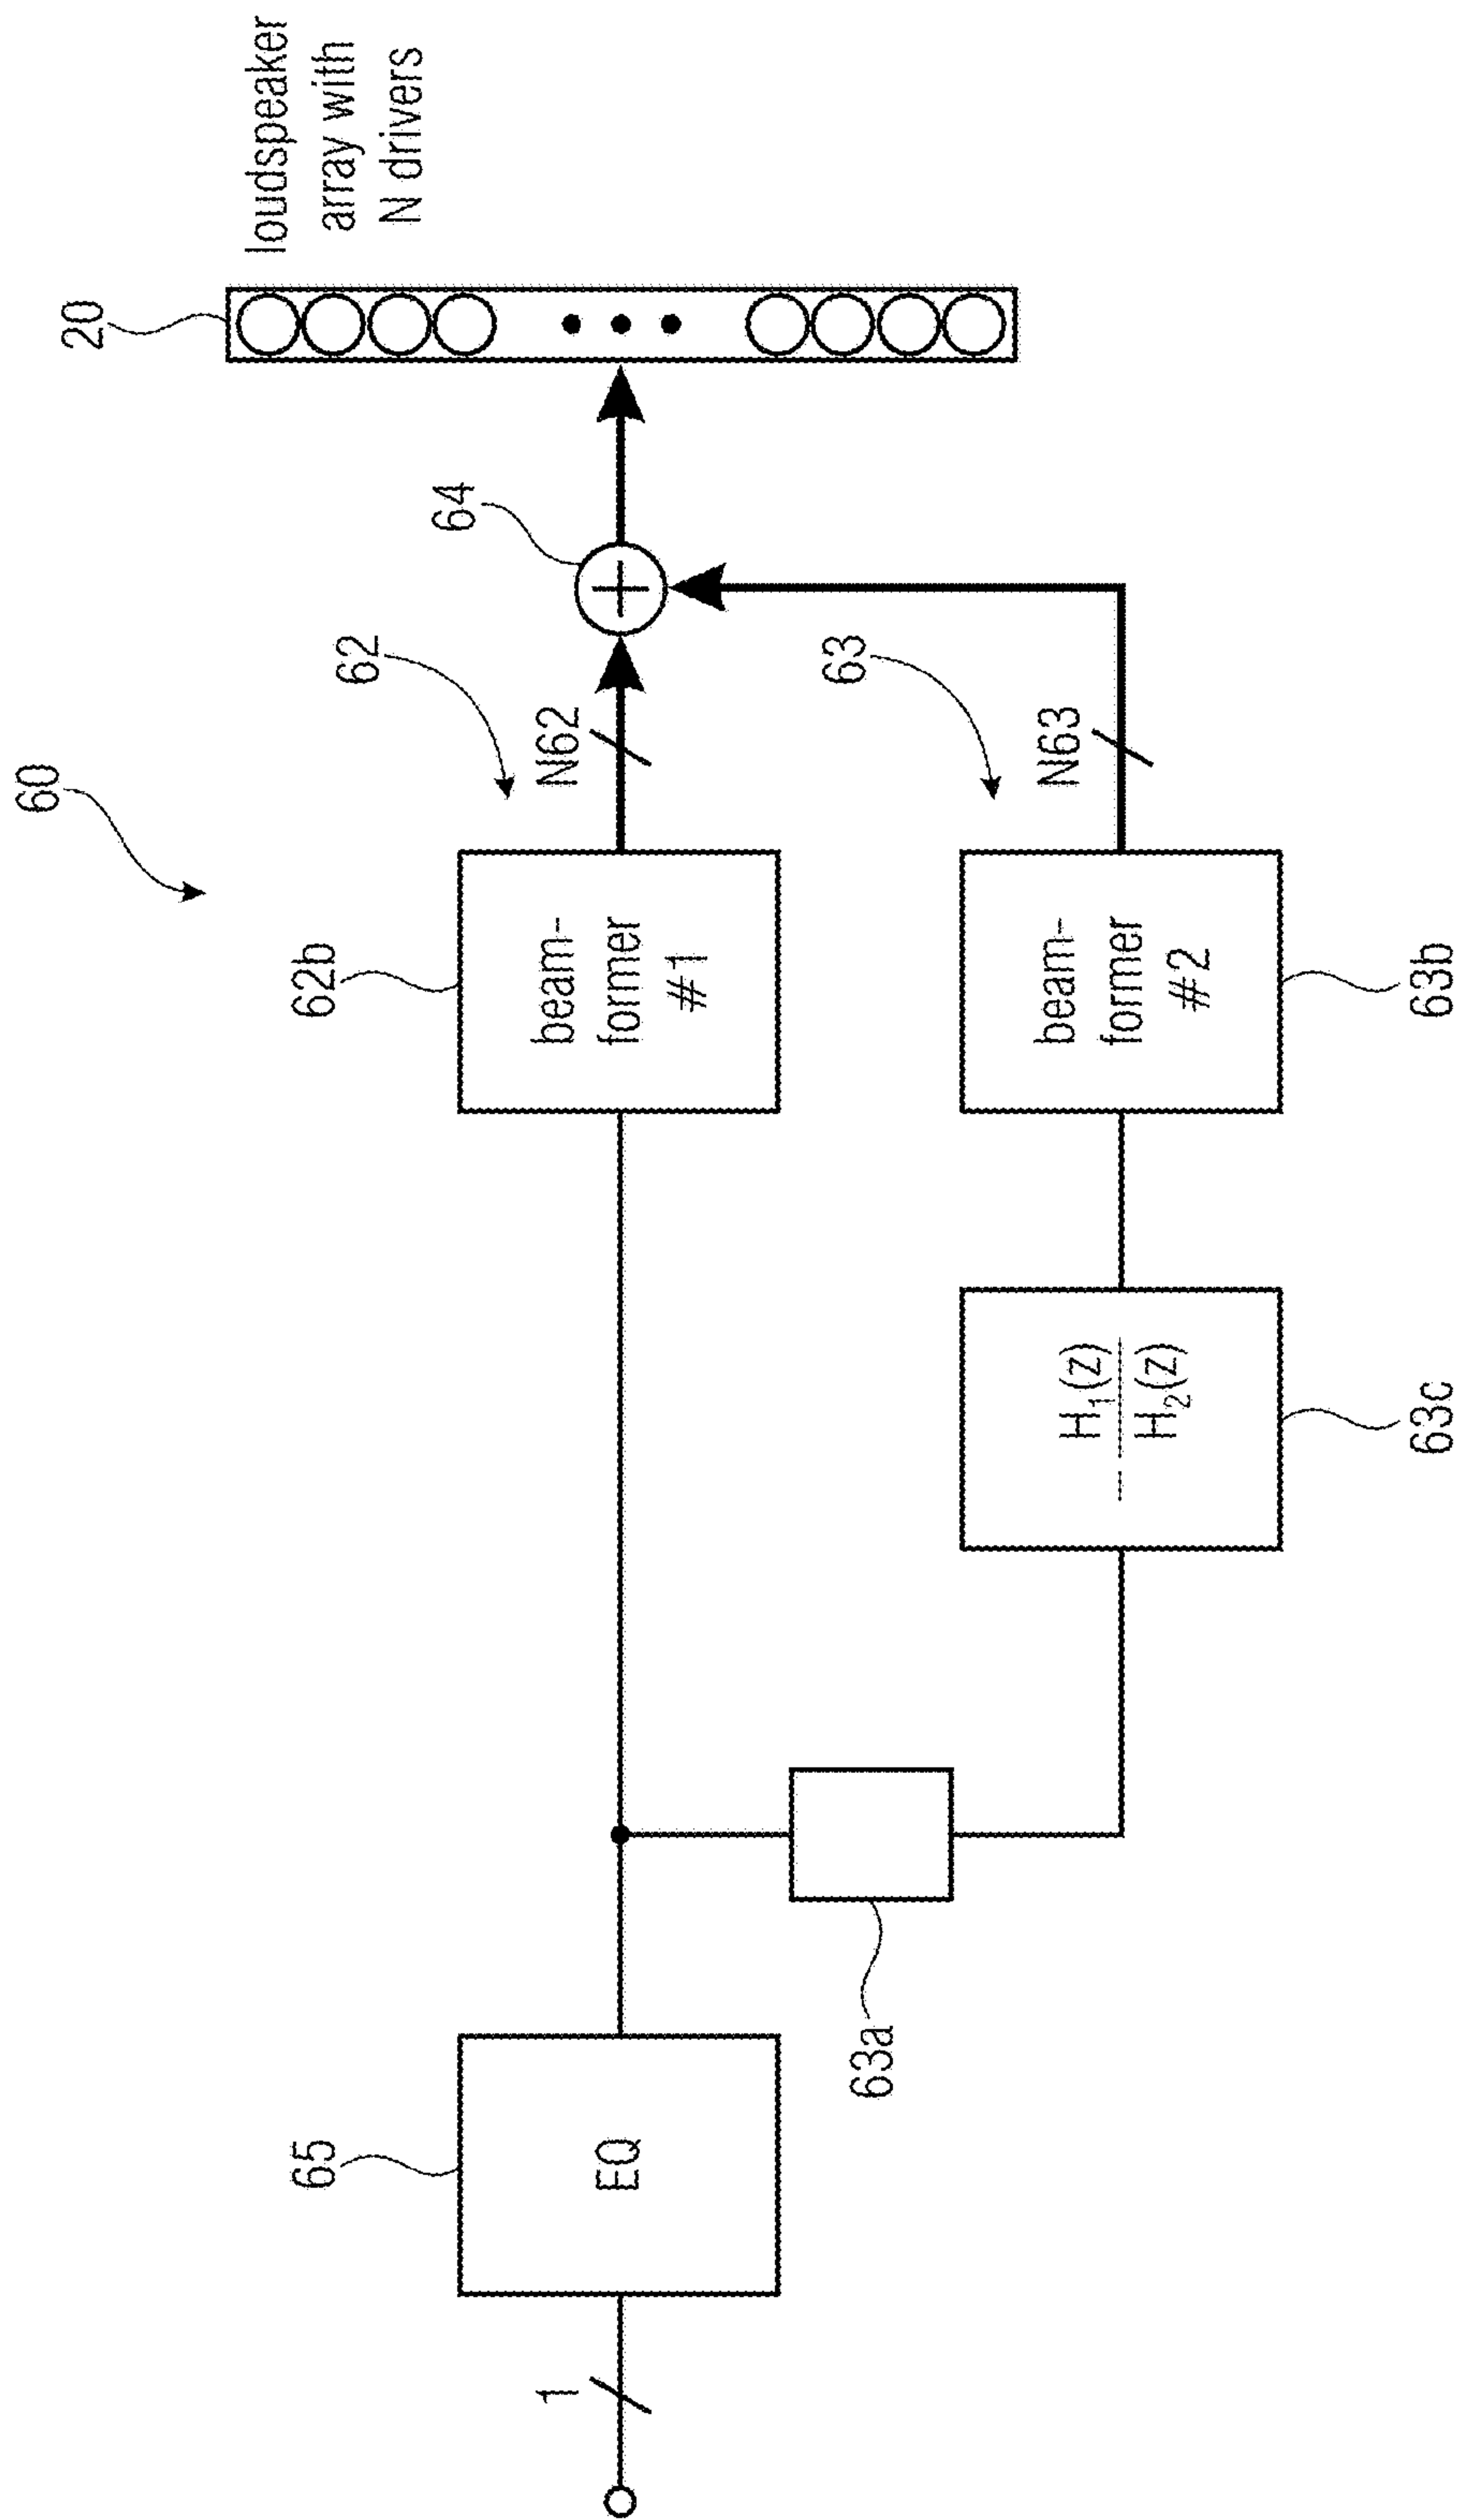 60
20
loudspeaker
array with
N drivers
64
62
N62
62b
beam-
former
#1
63
N63
beam-
former
#2
63b
H₁(z)
H₂(z)
63c
63a
65
EQ
1